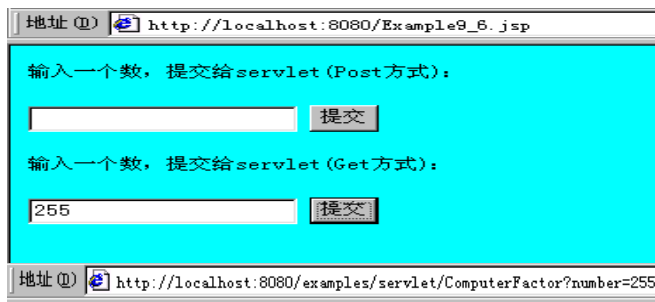 地址(D) http://localhost:8080/Example9_6.jsp
输入一个数，提交给servlet(Post方式)：
提交
输入一个数，提交给servlet(Get方式)：
255 提交
地址(D) http://localhost:8080/examples/servlet/ComputerFactor?number=255